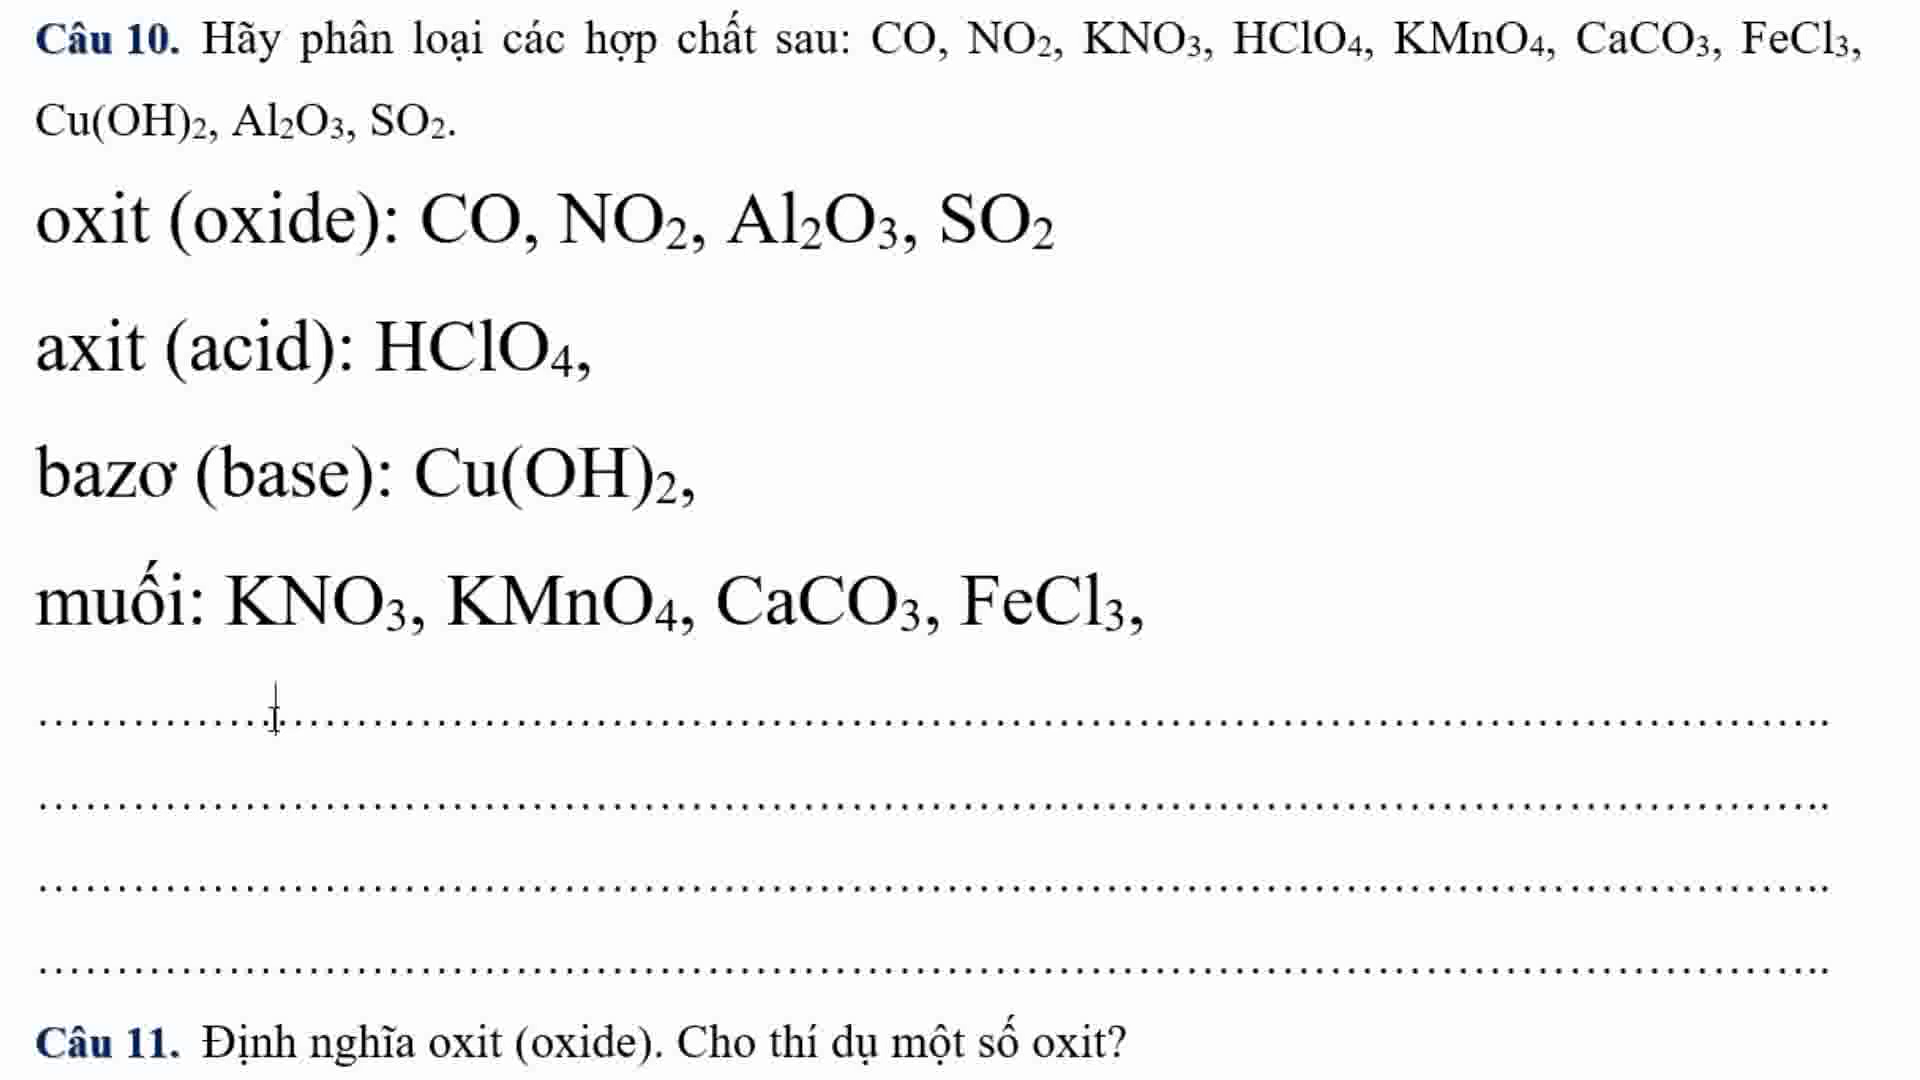 Câu 10. Hãy phân loại các hợp chất sau: CO, NO₂, KNO₃, HClO₄, KMnO₄, CaCO₃, FeCl₃,
Cu(OH)₂, Al₂O₃, SO₂.
oxit (oxide): CO, NO₂, Al₂O₃, SO₂
axit (acid): HClO₄,
bazơ (base): Cu(OH)₂,
muối: KNO₃, KMnO₄, CaCO₃, FeCl₃,
Câu 11. Định nghĩa oxit (oxide). Cho thí dụ một số oxit?